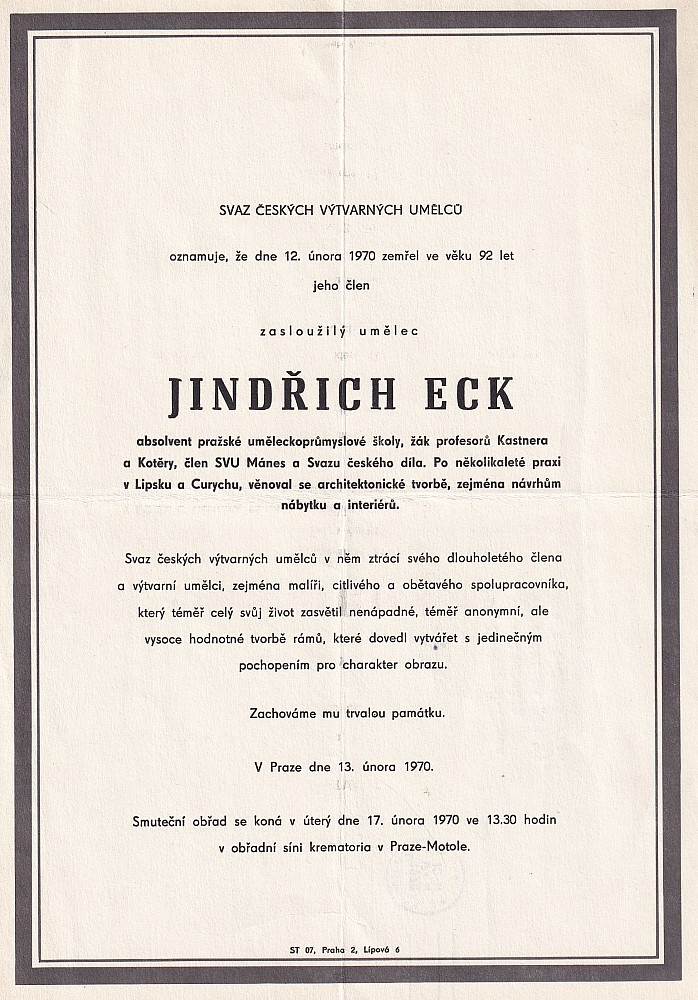 SVAZ ČESKÝCH VÝTVARNÝCH UMĚLCŮ
oznamuje, že dne 12. února 1970 zemřel ve věku 92 let
jeho člen
zasloužilý umělec
JINDŘICH ECK
absolvent pražské uměleckoprůmyslové školy, žák profesorů Kastnera
a Kotěry, člen SVU Mánes a Svazu českého díla. Po několikaleté praxi
v Lipsku a Curychu, věnoval se architektonické tvorbě, zejména návrhům
nábytku a interiérů.
Svaz českých výtvarných umělců v něm ztrácí svého dlouholetého člena
a výtvarní umělci, zejména malíři, citlivého a obětavého spolupracovníka,
který téměř celý svůj život zasvětil nenápadné, téměř anonymní, ale
vysoce hodnotné tvorbě rámů, které dovedl vytvářet s jedinečným
pochopením pro charakter obrazu.
Zachováme mu trvalou památku.
V Praze dne 13. února 1970.
Smuteční obřad se koná v úterý dne 17. února 1970 ve 13.30 hodin
v obřadní síni krematoria v Praze-Motole.
ST 07, Praha 2, Lípová 6